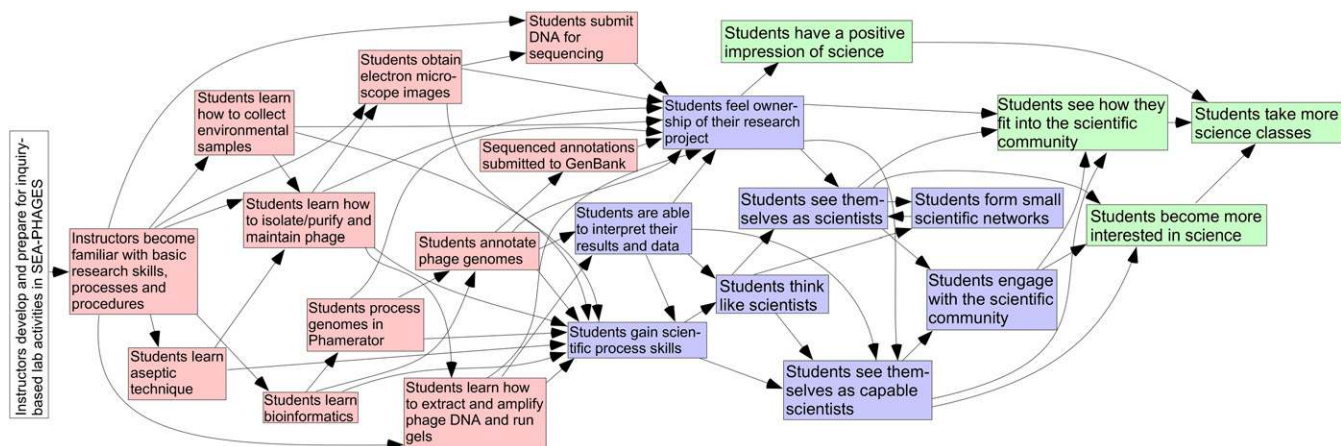 Instructors develop and prepare for inquiry-
based lab activities in SEA-PHAGES
Instructors become
familiar with basic
research skills,
processes and
procedures
Students learn
how to collect
environmental
samples
Students learn
aseptic
technique
Students learn how
to isolate/purify and
maintain phage
Students learn
bioinformatics
Students process
genomes in
Phamerator
Students obtain
electron micro-
scope images
Students annotate
phage genomes
Students learn how
to extract and amplify
phage DNA and run
gels
Students submit
DNA for
sequencing
Sequenced annotations
submitted to GenBank
Students are able
to interpret their
results and data
Students gain scien-
tific process skills
Students feel owner-
ship of their research
project
Students have a positive
impression of science
Students think
like scientists
Students see them-
selves as scientists
Students see them-
selves as capable
scientists
Students form small
scientific networks
Students engage
with the scientific
community
Students see how they
fit into the scientific
community
Students become more
interested in science
Students take more
science classes